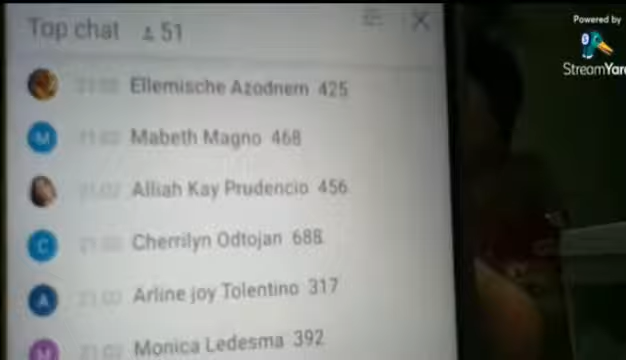 Top chat 51
Powered by
StreamYard
Ellemische Azodnem 425
M Mabeth Magno 468
Alliah Kay Prudencio 456
C Cherrilyn Odtojan 688
A Arline joy Tolentino 317
M Monica Ledesma 392